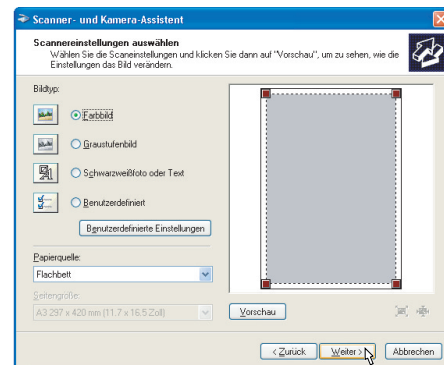 Scanner- und Kamera-Assistent
Scannereinstellungen auswählen
Wählen Sie die Scaneinstellungen und klicken Sie dann auf "Vorschau", um zu sehen, wie die
Einstellungen das Bild verändern.
Bildtyp:
Farbbild
Graustufenbild
Schwarzweißfoto oder Text
Benutzerdefiniert
Benutzerdefinierte Einstellungen
Papierquelle:
Flachbett
Seitengröße:
A3 297 x 420 mm (11.7 x 16.5 Zoll)
Vorschau
< Zurück
Weiter >
Abbrechen